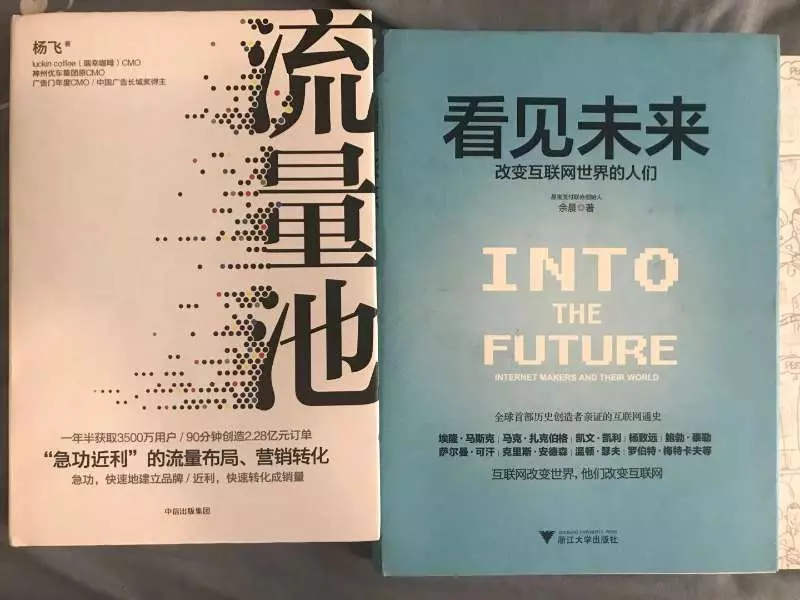 杨飞 著
luckin coffee（瑞幸咖啡）CMO
神州优车集团原CMO
广告门年度CMO / 中国广告长城奖得主
流量池
一年半获取3500万用户 / 90分钟创造2.28亿元订单
“急功近利”的流量布局、营销转化
急功，快速地建立品牌 / 近利，快速转化成销量
中信出版集团
看见未来
改变互联网世界的人们
余晨◎著
INTO
THE
FUTURE
INTERNET MAKERS AND THEIR WORLD
全球首部历史创造者亲证的互联网通史
埃隆·马斯克 | 马克·扎克伯格 | 凯文·凯利 | 杨致远 | 鲍勃·泰勒
萨尔曼·可汗 | 克里斯·安德森 | 温顿·瑟夫 | 罗伯特·梅特卡夫等
互联网改变世界，他们改变互联网
浙江大学出版社